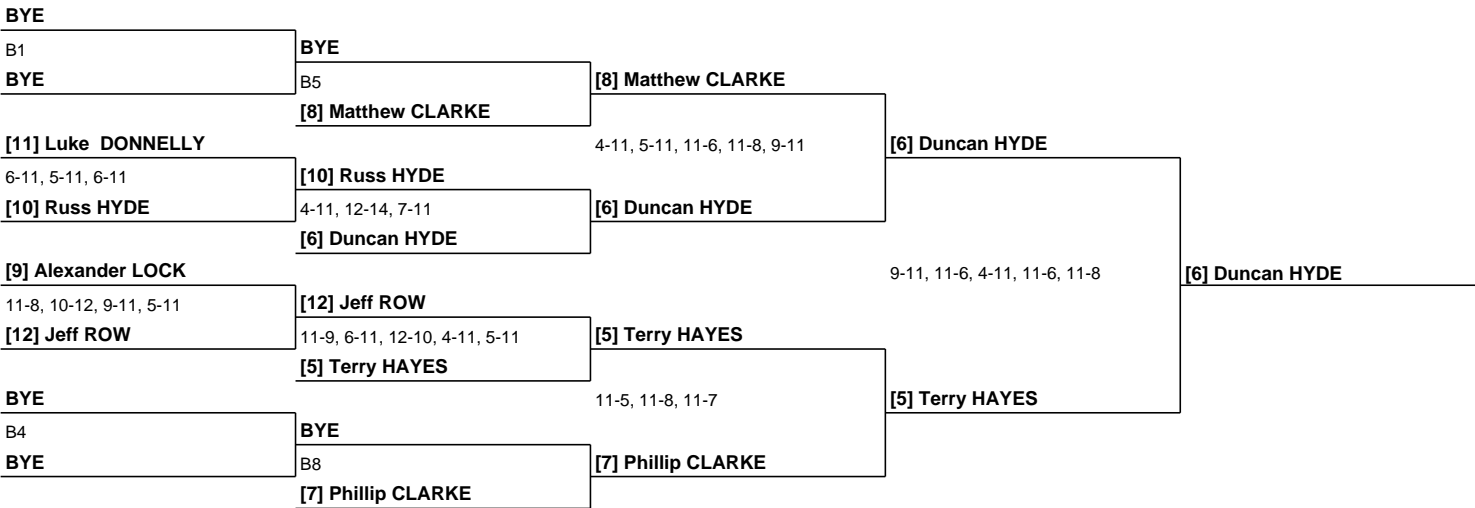 BYE
B1
BYE
BYE
B5
[8] Matthew CLARKE
[8] Matthew CLARKE
[11] Luke DONNELLY
4-11, 5-11, 11-6, 11-8, 9-11
[6] Duncan HYDE
6-11, 5-11, 6-11
[10] Russ HYDE
[10] Russ HYDE
4-11, 12-14, 7-11
[6] Duncan HYDE
[6] Duncan HYDE
[9] Alexander LOCK
9-11, 11-6, 4-11, 11-6, 11-8
[6] Duncan HYDE
11-8, 10-12, 9-11, 5-11
[12] Jeff ROW
[12] Jeff ROW
11-9, 6-11, 12-10, 4-11, 5-11
[5] Terry HAYES
[5] Terry HAYES
BYE
11-5, 11-8, 11-7
[5] Terry HAYES
B4
BYE
BYE
B8
[7] Phillip CLARKE
[7] Phillip CLARKE